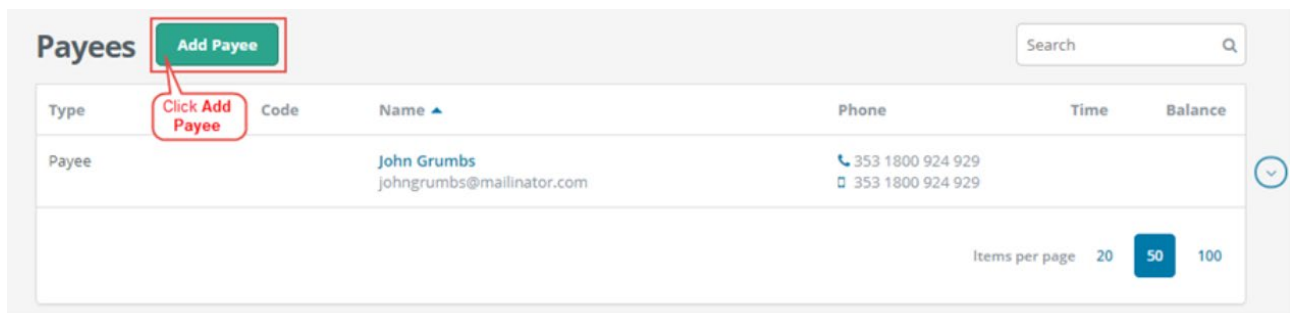 Payees
Add Payee
Search
Type
Click Add
Payee
Code
Name
Phone
Time
Balance
Payee
John Grumbs
johngrumbs@mailinator.com
353 1800 924 929
353 1800 924 929
Items per page 20 50 100